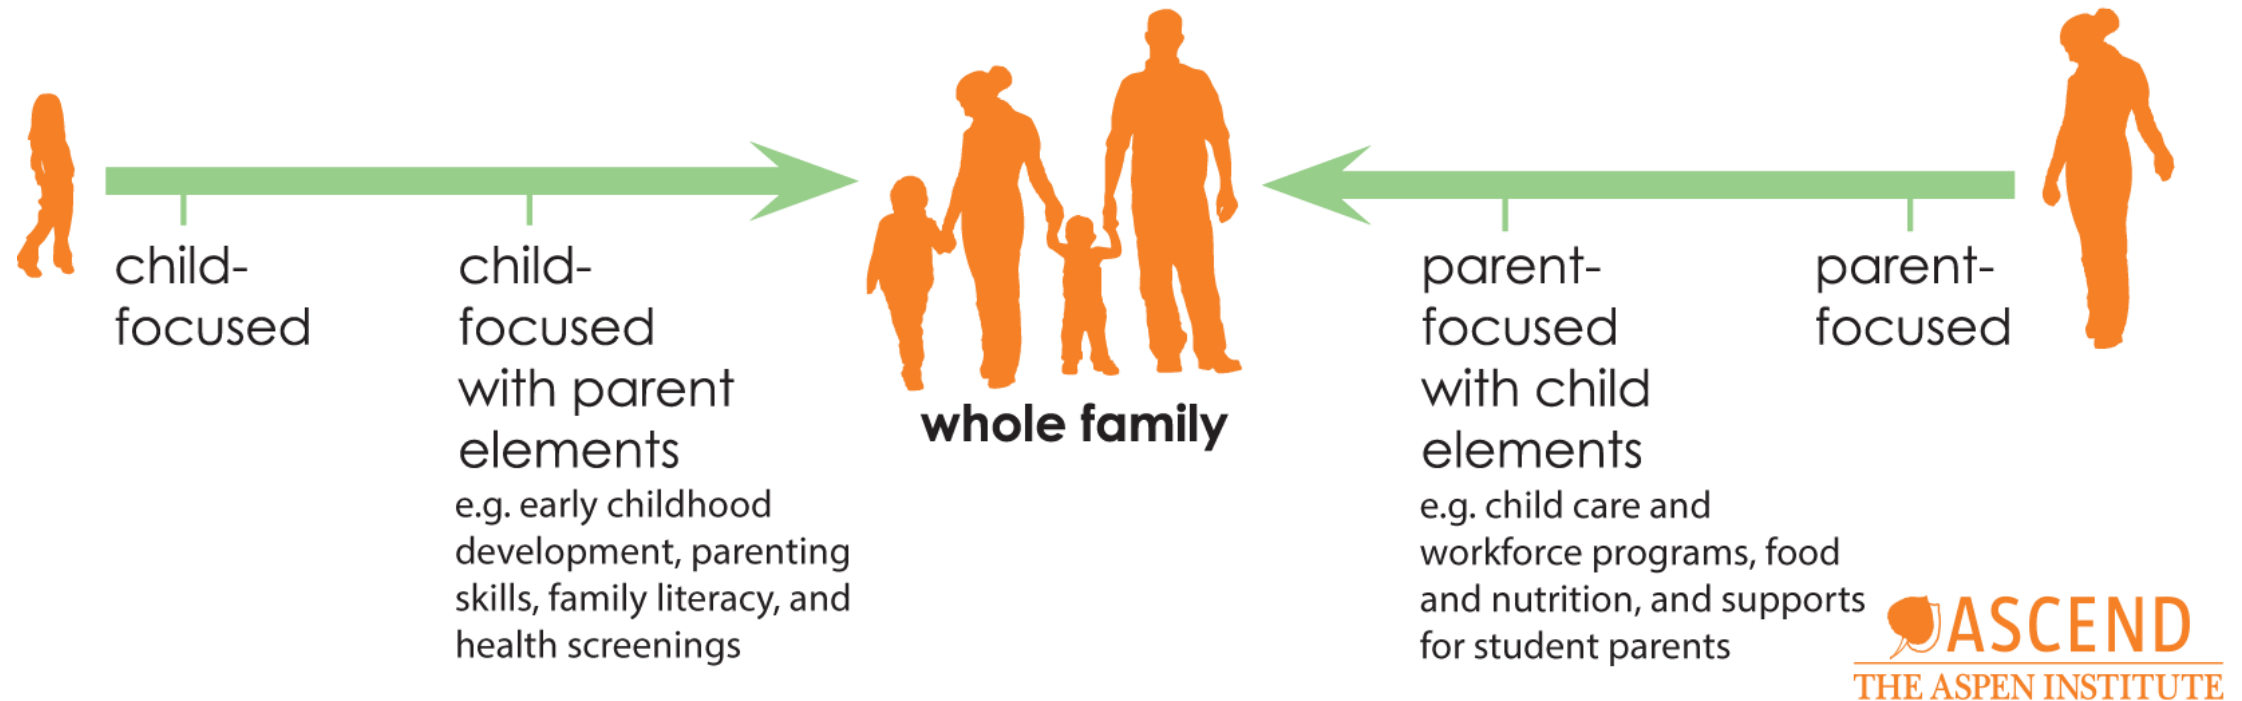 child-
focused
child-
focused
with parent
elements
e.g. early childhood
development, parenting
skills, family literacy, and
health screenings
whole family
parent-
focused
with child
elements
e.g. child care and
workforce programs, food
and nutrition, and supports
for student parents
parent-
focused
ASCEND
THE ASPEN INSTITUTE